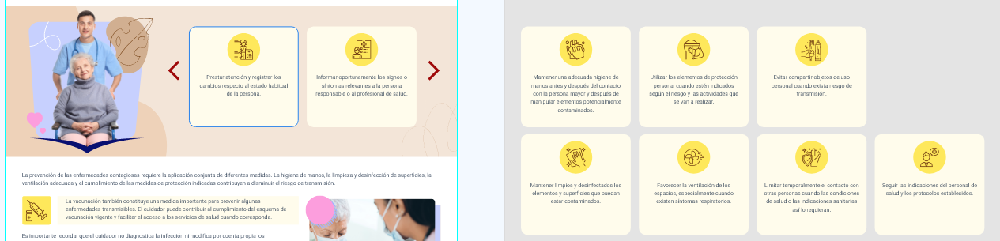 Prestar atención y registrar los
cambios respecto al estado habitual
de la persona.
Informar oportunamente los signos o
síntomas relevantes a la persona
responsable o al profesional de salud.
La prevención de las enfermedades contagiosas requiere la aplicación conjunta de diferentes medidas. La higiene de manos, la limpieza y desinfección de superficies, la
ventilación adecuada y el cumplimiento de las medidas de protección indicadas contribuyen a disminuir el riesgo de transmisión.
La vacunación también constituye una medida importante para prevenir algunas
enfermedades transmisibles. El cuidador puede contribuir al cumplimiento del esquema de
vacunación vigente y facilitar el acceso a los servicios de salud cuando corresponda.
Es importante recordar que el cuidador no diagnostica la infección ni modifica por cuenta propia los
Mantener una adecuada higiene de
manos antes y después del contacto
con la persona mayor y después de
manipular elementos potencialmente
contaminados.
Utilizar los elementos de protección
personal cuando estén indicados
según el riesgo y las actividades que
se van a realizar.
Evitar compartir objetos de uso
personal cuando exista riesgo de
transmisión.
Mantener limpios y desinfectados los
elementos y superficies que puedan
estar contaminados.
Favorecer la ventilación de los
espacios, especialmente cuando
existen síntomas respiratorios.
Limitar temporalmente el contacto con
otras personas cuando las condiciones
de salud o las indicaciones sanitarias
así lo requieran.
Seguir las indicaciones del personal de
salud y los protocolos establecidos.